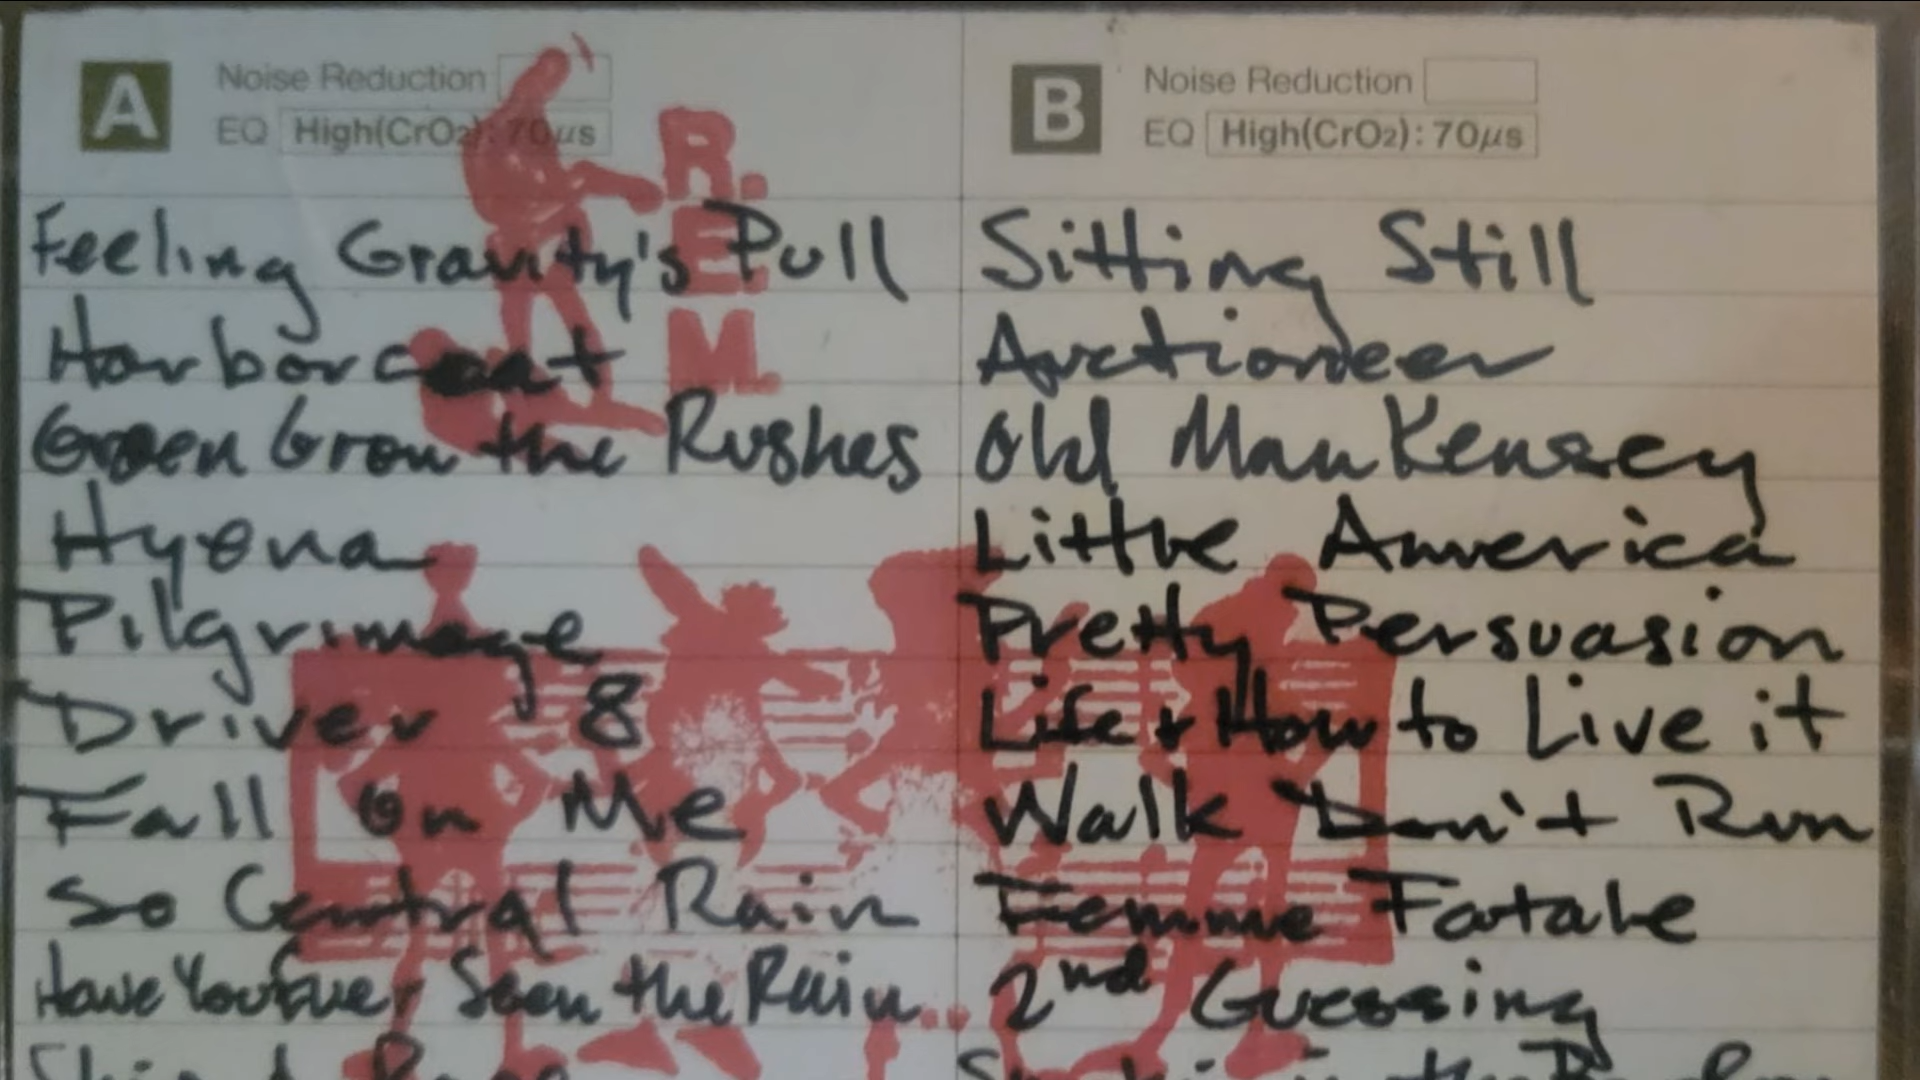 A
Noise Reduction
EQ High(CrO2): 70µs
R.
E.
M.
Feeling Gravity's Pull
Harborcoat
Green Grow the Rushes
Hyena
Pilgrimage
Driver 8
Fall On Me
So Central Rain
Have You Ever Seen the Rain
B
Noise Reduction
EQ High(CrO2): 70µs
Sitting Still
Auctioneer
Old Man Kensey
Little America
Pretty Persuasion
Life + How to Live it
Walk Don't Run
Femme Fatale
2nd Guessing